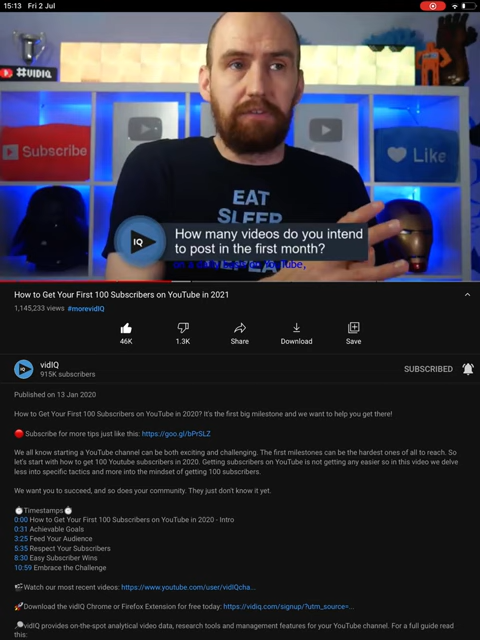 15:13 Fri 2 Jul
#VIDIQ
Subscribe
Like
EAT
SLEEP
REPEAT
IQ
How many videos do you intend
to post in the first month?
YouTube,
How to Get Your First 100 Subscribers on YouTube in 2021
1,145,233 views #morevidIQ
46K
1.3K
Share
Download
Save
vidIQ
915K subscribers
SUBSCRIBED
Published on 13 Jan 2020
How to Get Your First 100 Subscribers on YouTube in 2020? It's the first big milestone and we want to help you get there!
🔴 Subscribe for more tips just like this: https://goo.gl/bPrSLZ
We all know starting a YouTube channel can be both exciting and challenging. The first milestones can be the hardest ones of all to reach. So
let's start with how to get 100 Youtube subscribers in 2020. Getting subscribers on YouTube is not getting any easier so in this video we delve
less into specific tactics and more into the mindset of getting 100 subscribers.
We want you to succeed, and so does your community. They just don't know it yet.
⏱Timestamps⏱
0:00 How to Get Your First 100 Subscribers on YouTube in 2020 - Intro
0:31 Achievable Goals
3:25 Feed Your Audience
5:35 Respect Your Subscribers
8:30 Easy Subscriber Wins
10:59 Embrace the Challenge
🎬Watch our most recent videos: https://www.youtube.com/user/vidIQcha...
🚀Download the vidIQ Chrome or Firefox Extension for free today: https://vidiq.com/signup/?utm_source=...
🔎vidIQ provides on-the-spot analytical video data, research tools and management features for your YouTube channel. For a full guide read
this: